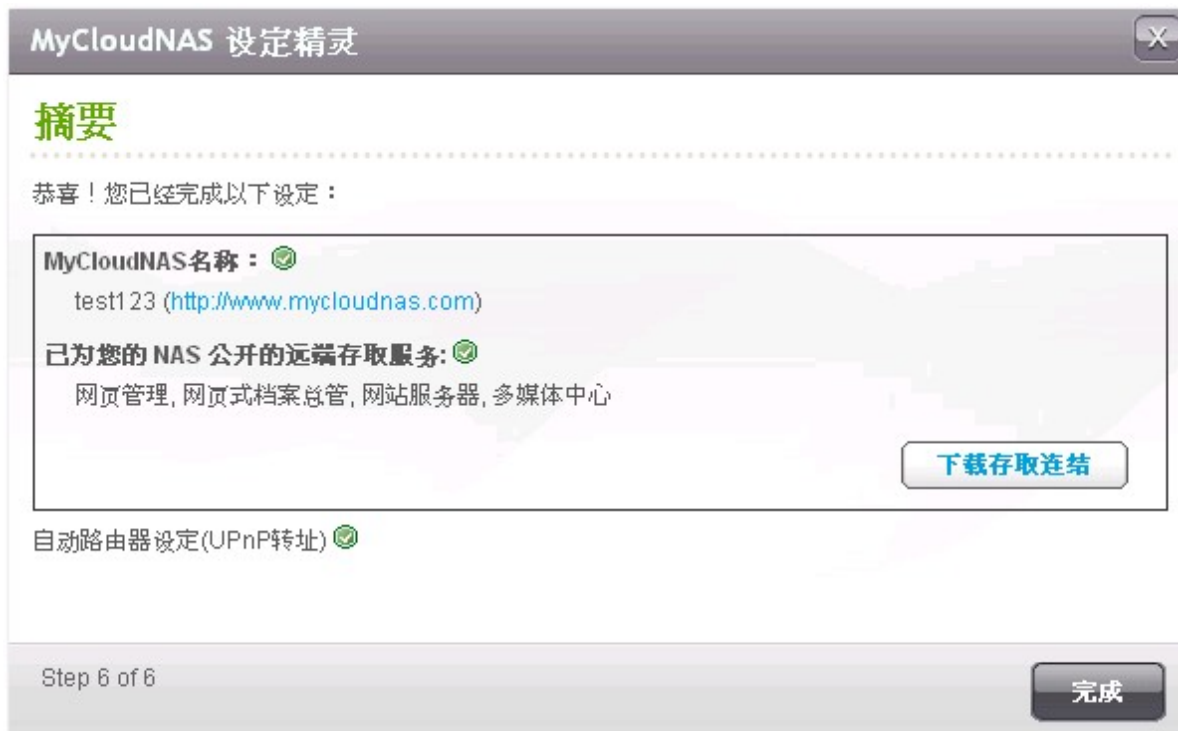 MyCloudNAS 设定精灵
X
摘要
恭喜！您已经完成以下设定：
MyCloudNAS名称：
test123 (http://www.mycloudnas.com)
已为您的 NAS 公开的远端存取服务:
网页管理, 网页式档案总管, 网站服务器, 多媒体中心
下载存取连结
自动路由器设定(UPnP转址)
Step 6 of 6
完成